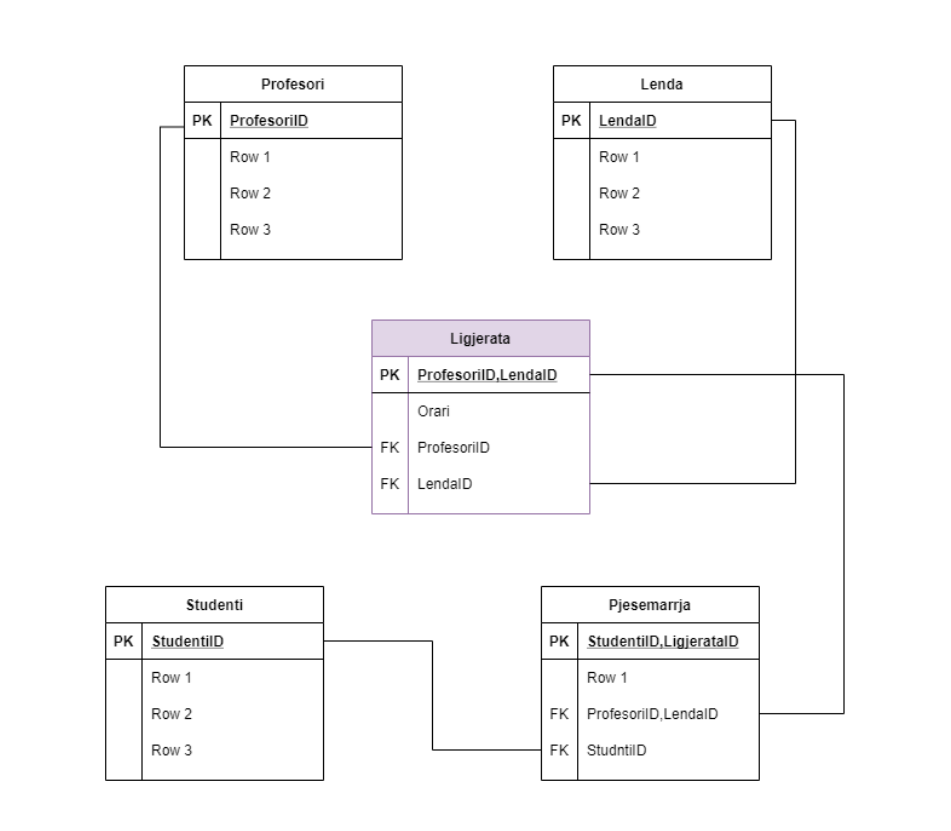 Profesori
PK ProfesoriID
Row 1
Row 2
Row 3
Lenda
PK LendaID
Row 1
Row 2
Row 3
Ligjerata
PK ProfesoriID,LendaID
Orari
FK ProfesoriID
FK LendaID
Studenti
PK StudentiID
Row 1
Row 2
Row 3
Pjesemarrja
PK StudentiID,LigjerataID
Row 1
FK ProfesoriID,LendaID
FK StudntiID